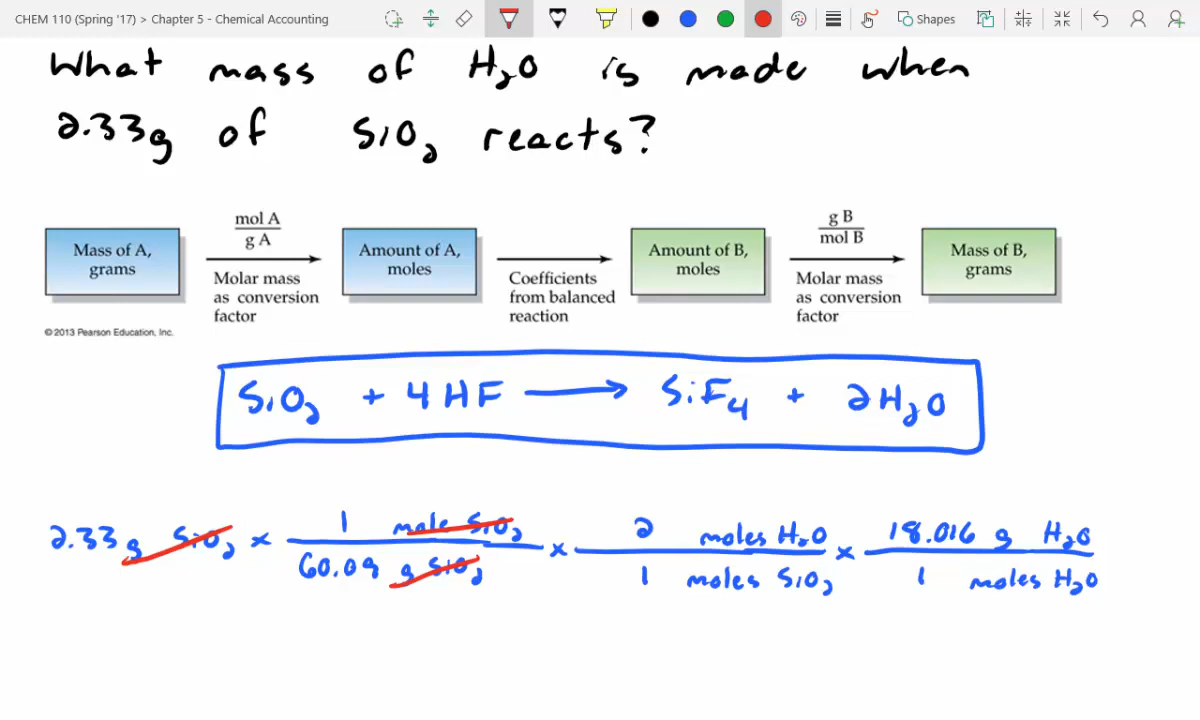 CHEM 110 (Spring '17) > Chapter 5 - Chemical Accounting Shapes
What mass of H₂O is made when
2.33g of SiO₂ reacts?
mol A
g A
g B
mol B
Mass of A, grams
Amount of A, moles
Amount of B, moles
Mass of B, grams
Molar mass
as conversion
factor
Coefficients
from balanced
reaction
Molar mass
as conversion
factor
© 2013 Pearson Education, Inc.
SiO₂ + 4HF ⟶ SiF₄ + 2H₂O
2.33g SiO₂ × 1 mole SiO₂ × 2 moles H₂O × 18.016 g H₂O
60.09 g SiO₂ 1 moles SiO₂ 1 moles H₂O